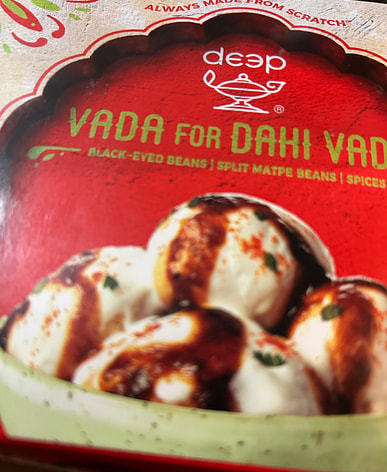 ALWAYS MADE FROM SCRATCH
deep
®
VADA FOR DAHI VAD
BLACK-EYED BEANS | SPLIT MATPE BEANS | SPICES